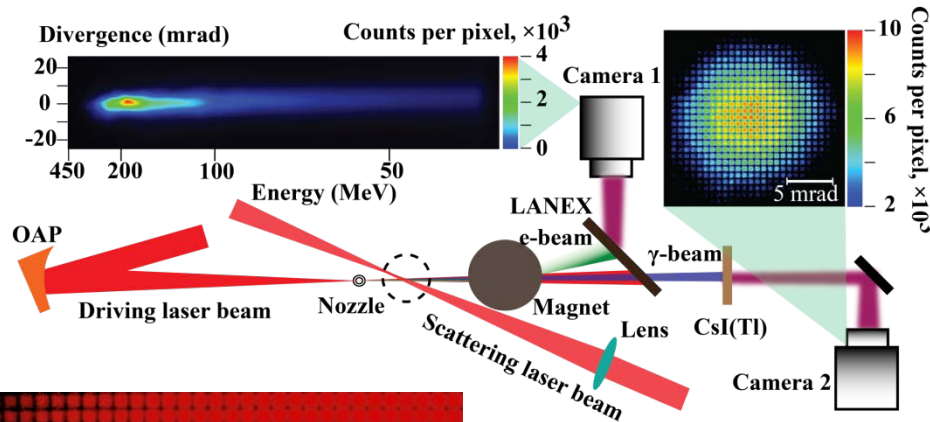 Divergence (mrad)
Counts per pixel, ×10³
20
0
-20
4
2
0
450
200
100
50
Energy (MeV)
Camera 1
10
6
2
Counts per pixel, ×10³
5 mrad
OAP
Driving laser beam
Nozzle
LANEX
e-beam
γ-beam
Magnet
CsI(Tl)
Scattering laser beam
Lens
Camera 2